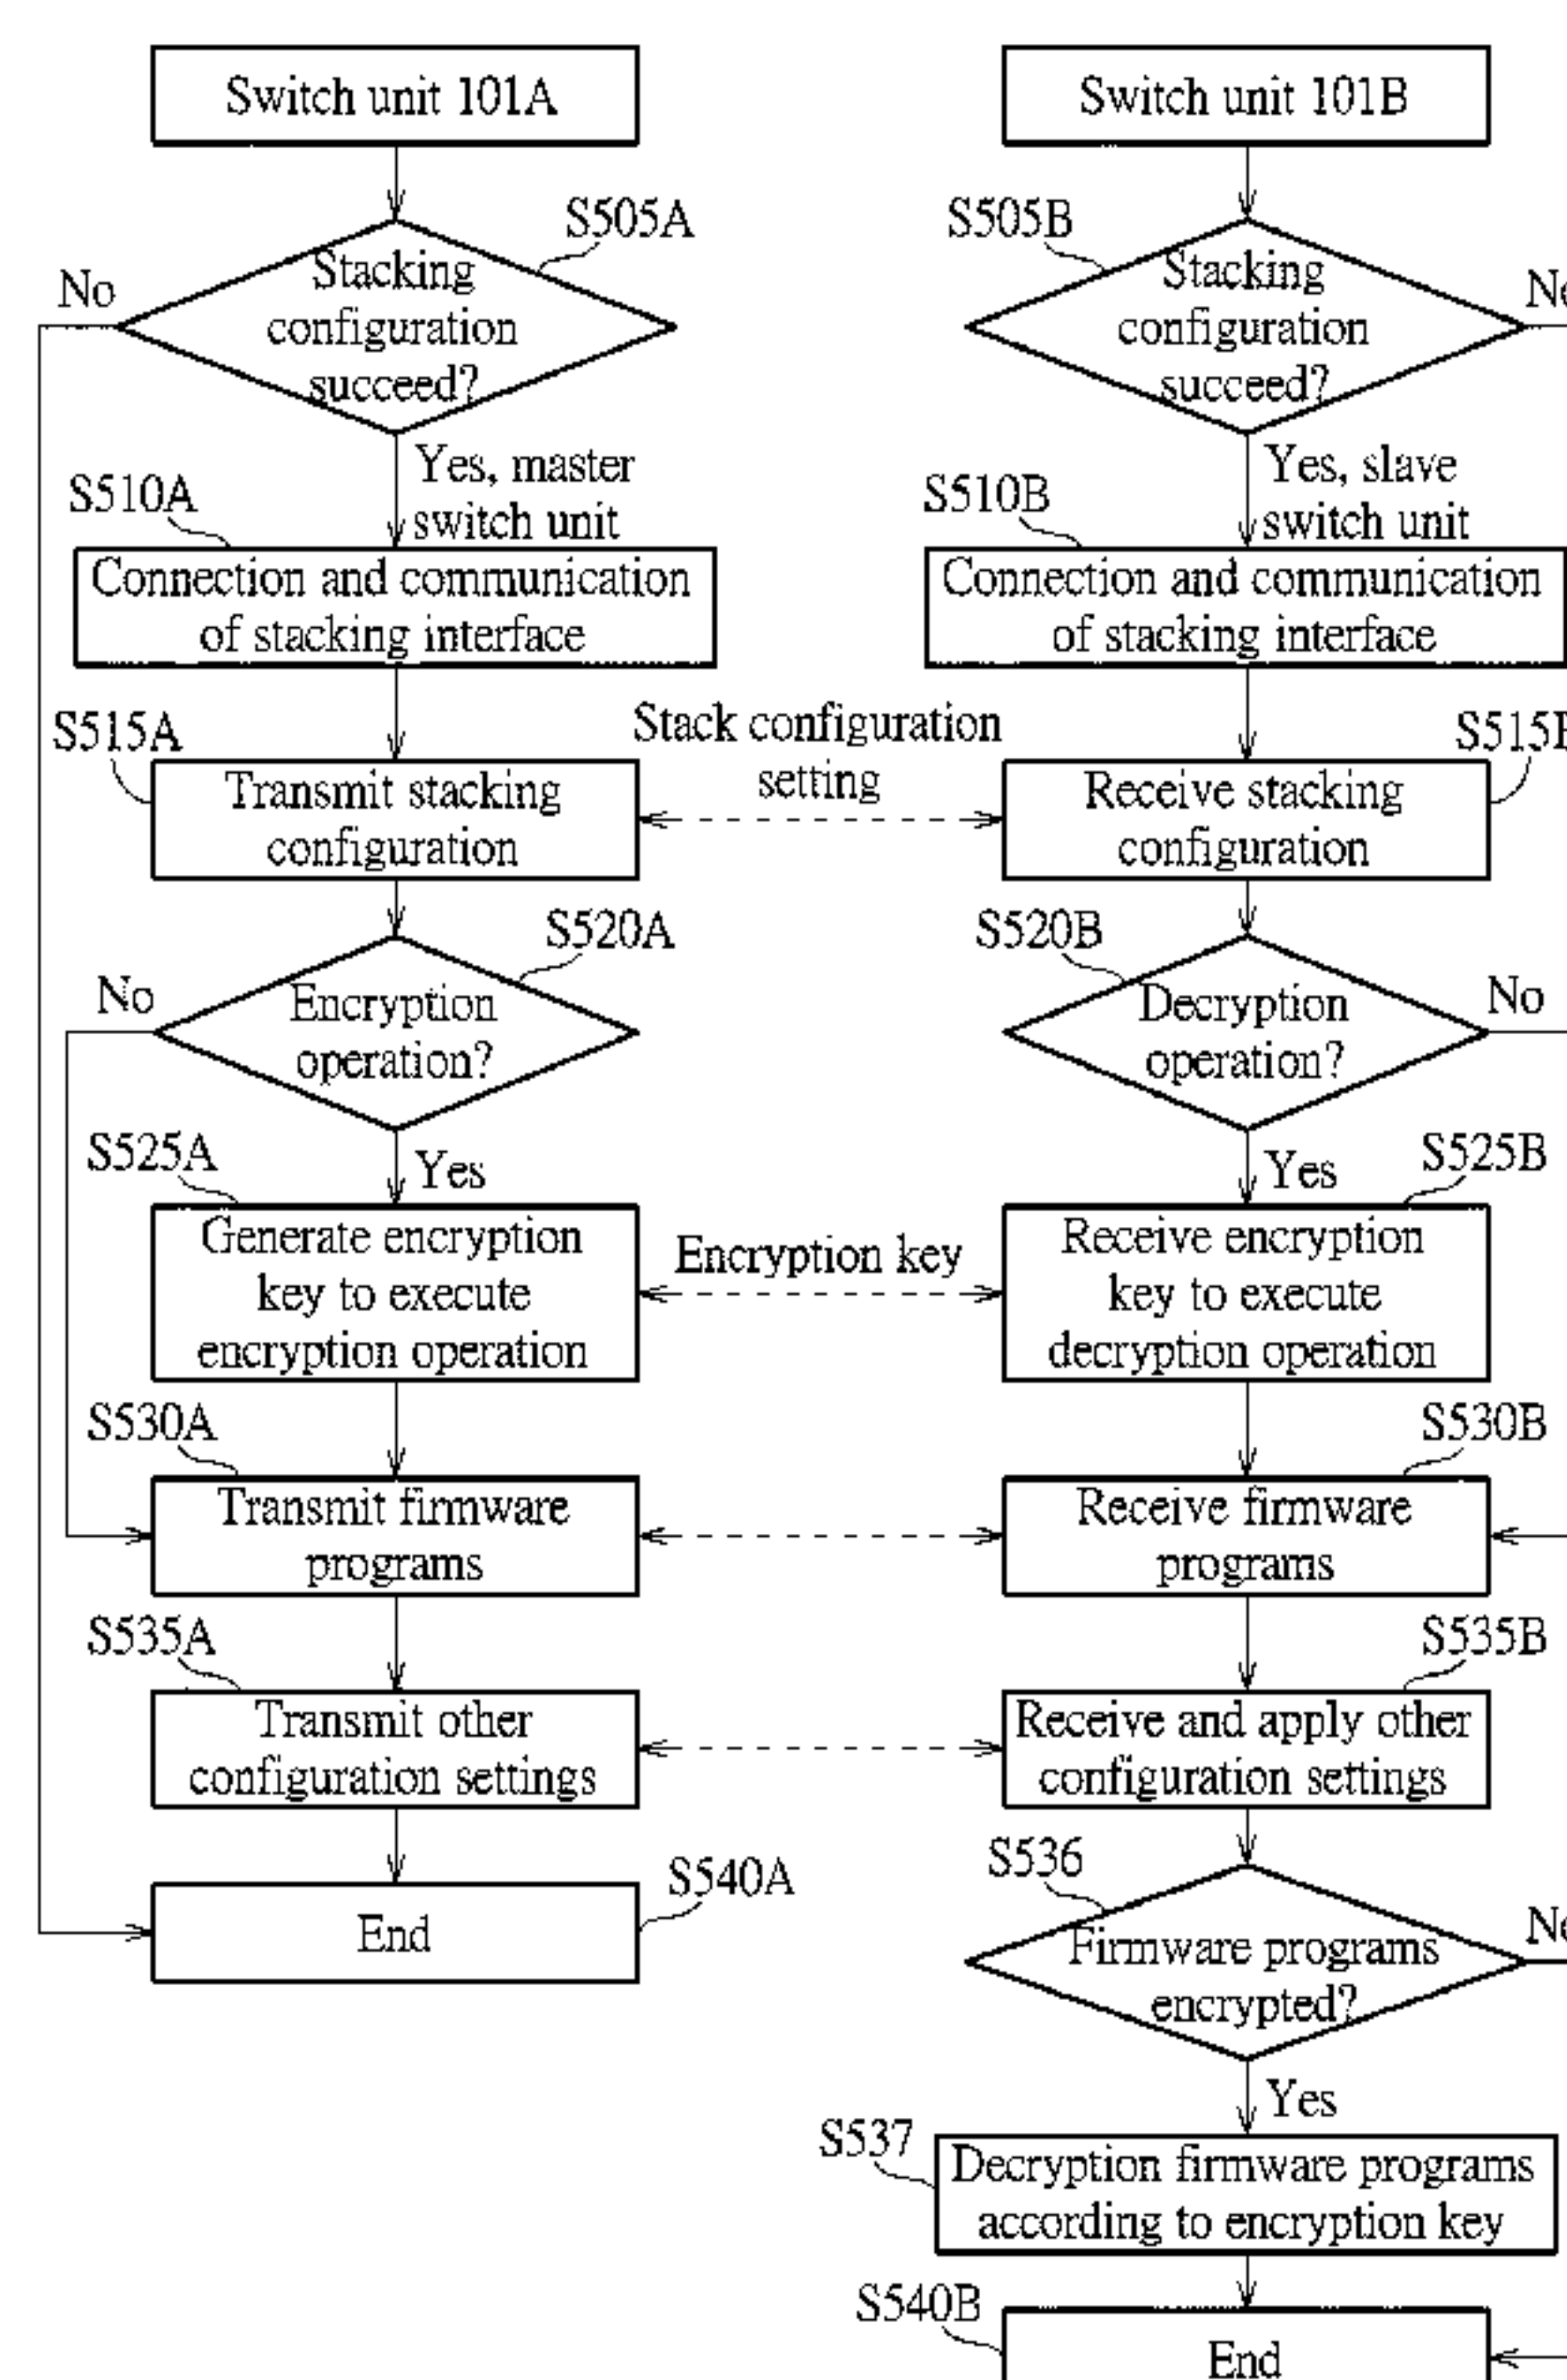 Switch unit 101A
S505A
Stacking
configuration
succeed?
No
Yes, master
switch unit
S510A
Connection and communication
of stacking interface
S515A
Transmit stacking
configuration
S520A
Encryption
operation?
No
Yes
S525A
Generate encryption
key to execute
encryption operation
S530A
Transmit firmware
programs
S535A
Transmit other
configuration settings
S540A
End
Stack configuration
setting
Encryption key
Switch unit 101B
S505B
Stacking
configuration
succeed?
Yes, slave
switch unit
S510B
Connection and communication
of stacking interface
Receive stacking
configuration
S520B
Decryption
operation?
No
Yes
S525B
Receive encryption
key to execute
decryption operation
S530B
Receive firmware
programs
S535B
Receive and apply other
configuration settings
S536
Firmware programs
encrypted?
Yes
S537
Decryption firmware programs
according to encryption key
S540B
End